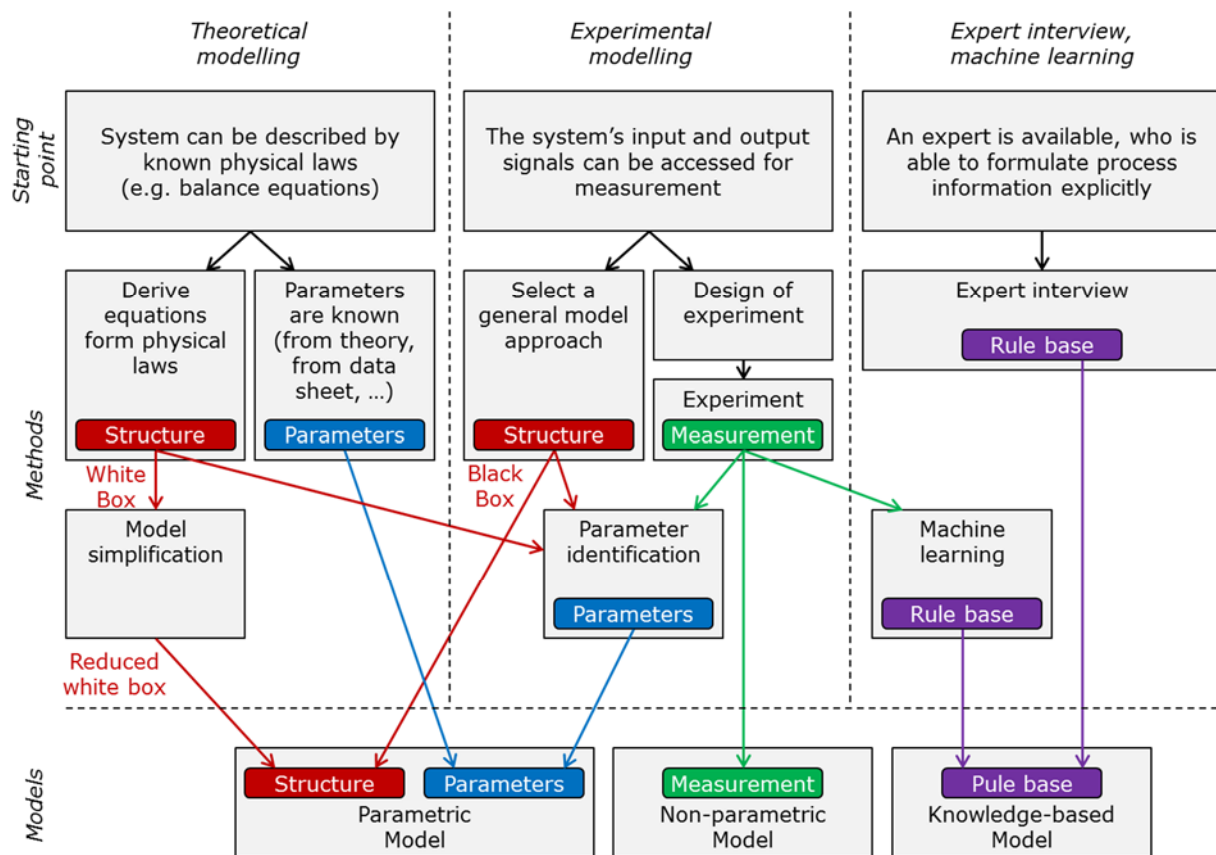 Theoretical
modelling
Experimental
modelling
Expert interview,
machine learning
Starting
point
System can be described by
known physical laws
(e.g. balance equations)
The system's input and output
signals can be accessed for
measurement
An expert is available, who is
able to formulate process
information explicitly
Methods
Derive
equations
form physical
laws
Structure
Parameters
are known
(from theory,
from data
sheet, …)
Parameters
Select a
general model
approach
Structure
Design of
experiment
Experiment
Measurement
Expert interview
Rule base
White
Box
Black
Box
Model
simplification
Parameter
identification
Parameters
Machine
learning
Rule base
Reduced
white box
Models
Structure
Parameters
Parametric
Model
Measurement
Non-parametric
Model
Pule base
Knowledge-based
Model